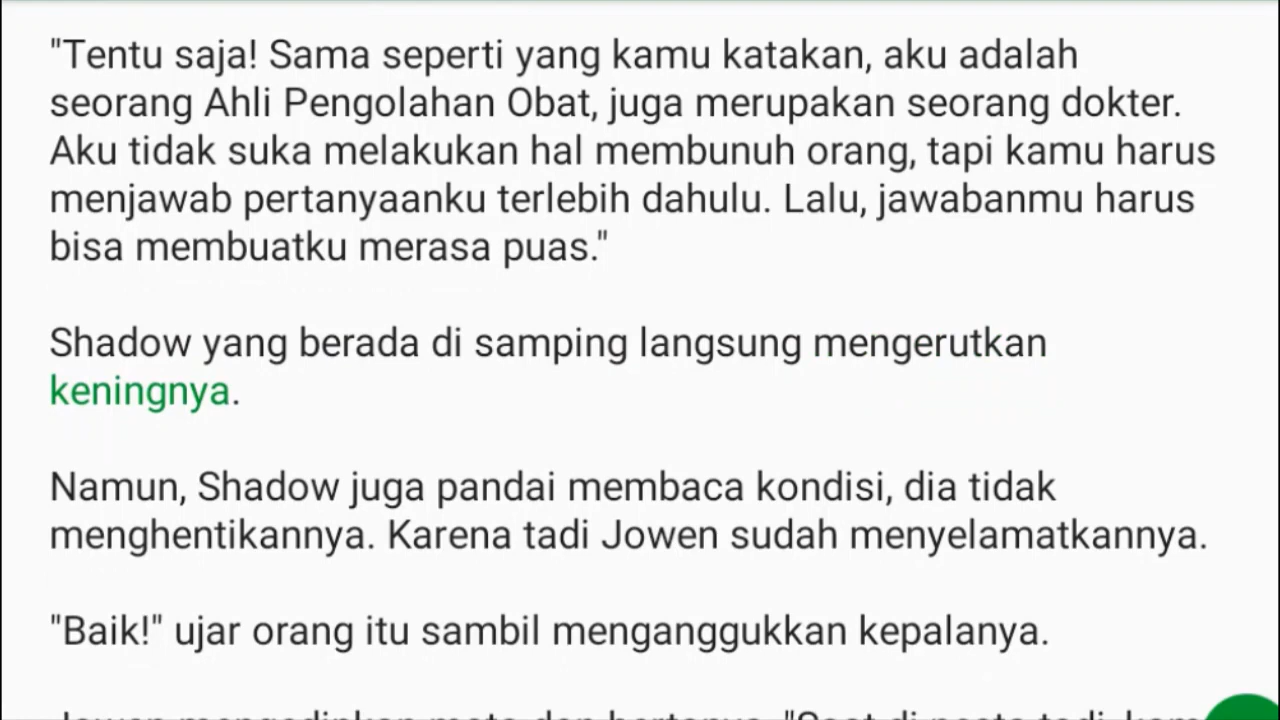 "Tentu saja! Sama seperti yang kamu katakan, aku adalah
seorang Ahli Pengolahan Obat, juga merupakan seorang dokter.
Aku tidak suka melakukan hal membunuh orang, tapi kamu harus
menjawab pertanyaanku terlebih dahulu. Lalu, jawabanmu harus
bisa membuatku merasa puas."
Shadow yang berada di samping langsung mengerutkan
keningnya.
Namun, Shadow juga pandai membaca kondisi, dia tidak
menghentikannya. Karena tadi Jowen sudah menyelamatkannya.
"Baik!" ujar orang itu sambil menganggukkan kepalanya.